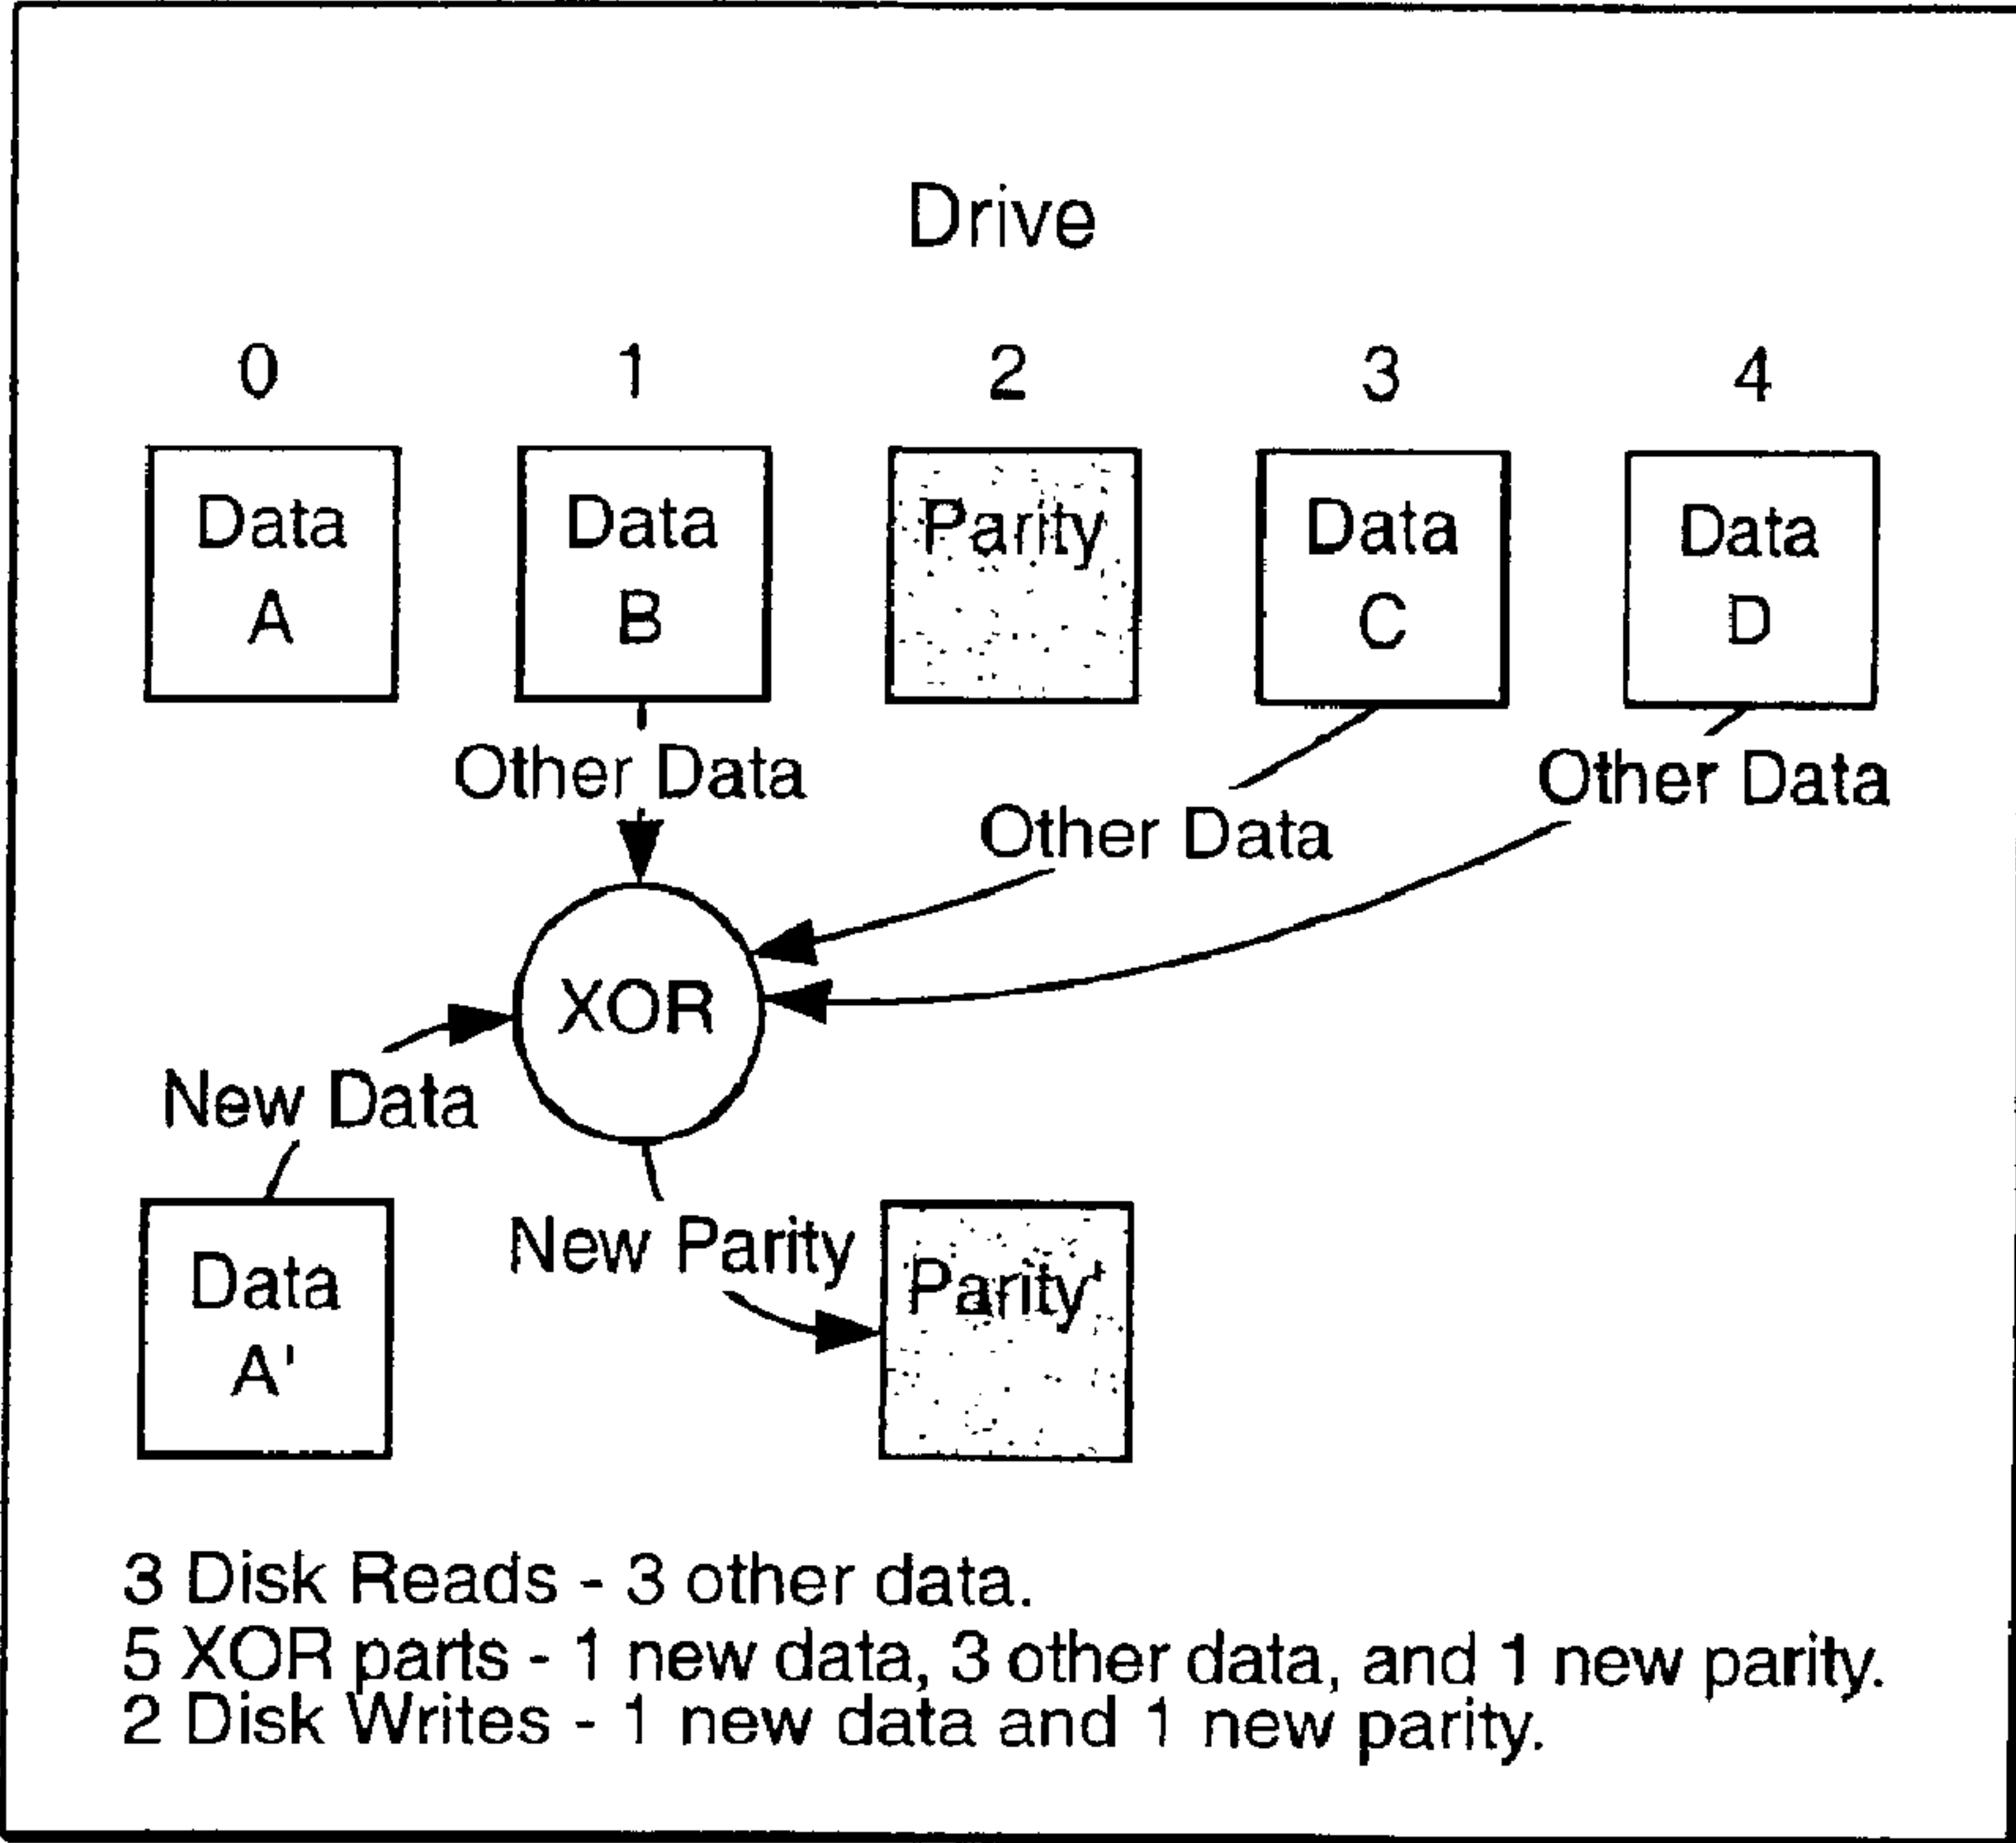 Drive
0 1 2 3 4
Data Data Parity Data Data
A B C D
Other Data Other Data
Other Data
XOR
New Data
New Parity
Data Parity'
A'
3 Disk Reads - 3 other data.
5 XOR parts - 1 new data, 3 other data, and 1 new parity.
2 Disk Writes - 1 new data and 1 new parity.